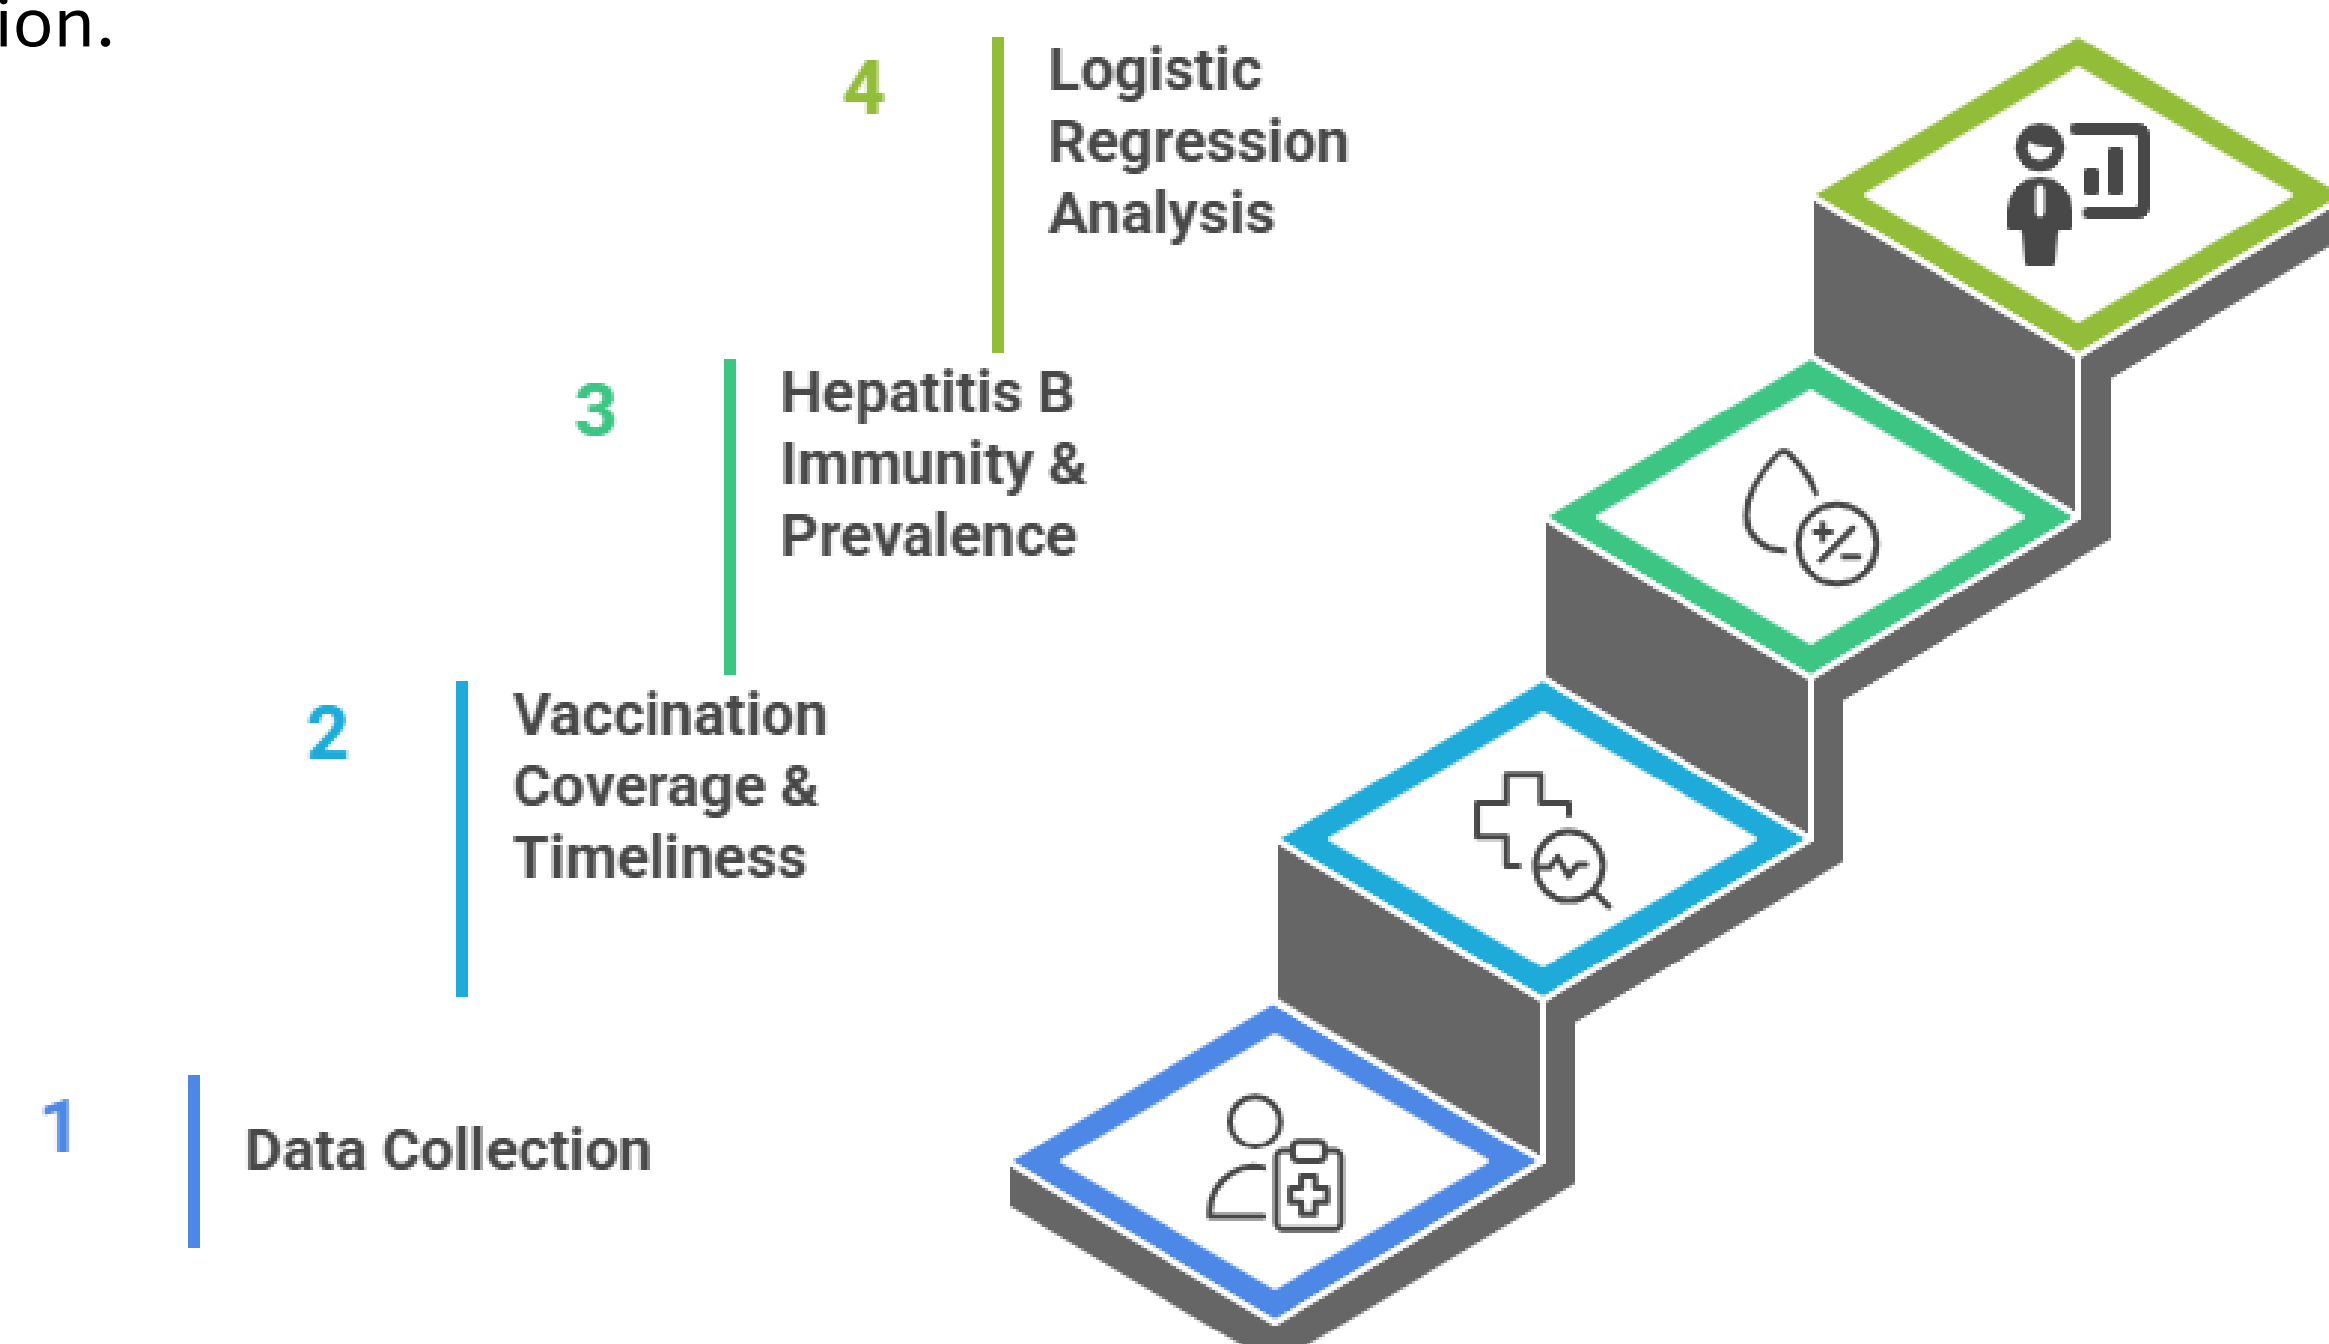 ion.
4
Logistic
Regression
Analysis
3
Hepatitis B
Immunity &
Prevalence
2
Vaccination
Coverage &
Timeliness
1
Data Collection